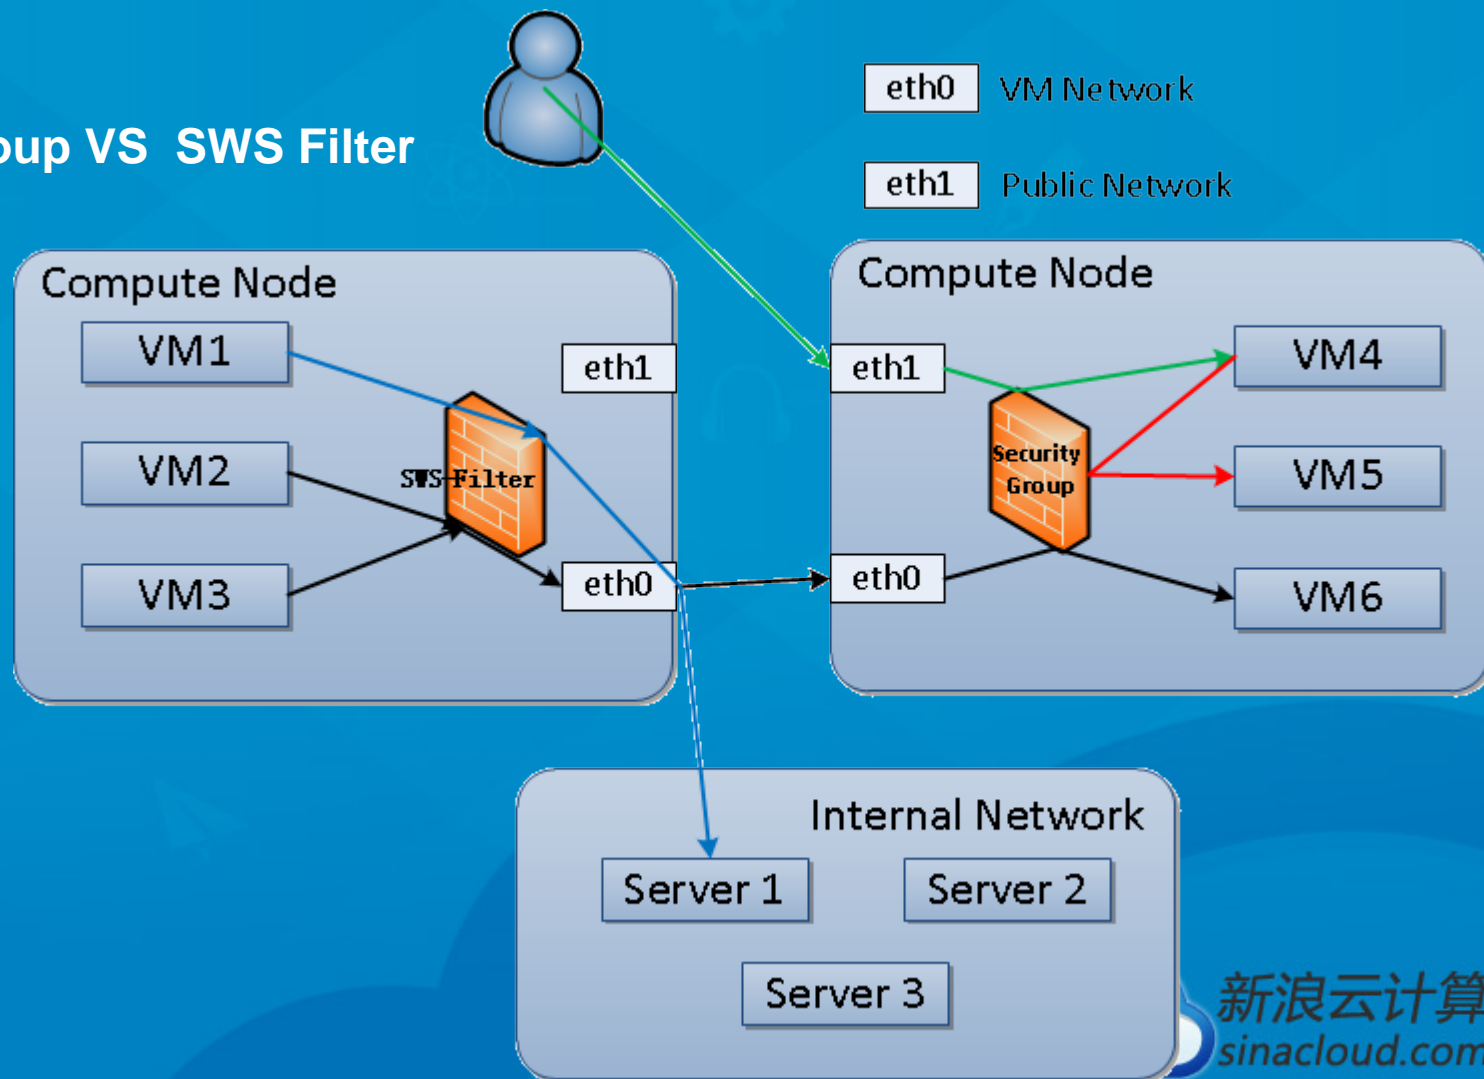 oup VS SWS Filter
eth0 VM Network
eth1 Public Network
Compute Node
VM1
VM2
VM3
SWS-Filter
eth1
eth0
Compute Node
eth1
eth0
Security
Group
VM4
VM5
VM6
Internal Network
Server 1
Server 2
Server 3
新浪云计算
sinacloud.com